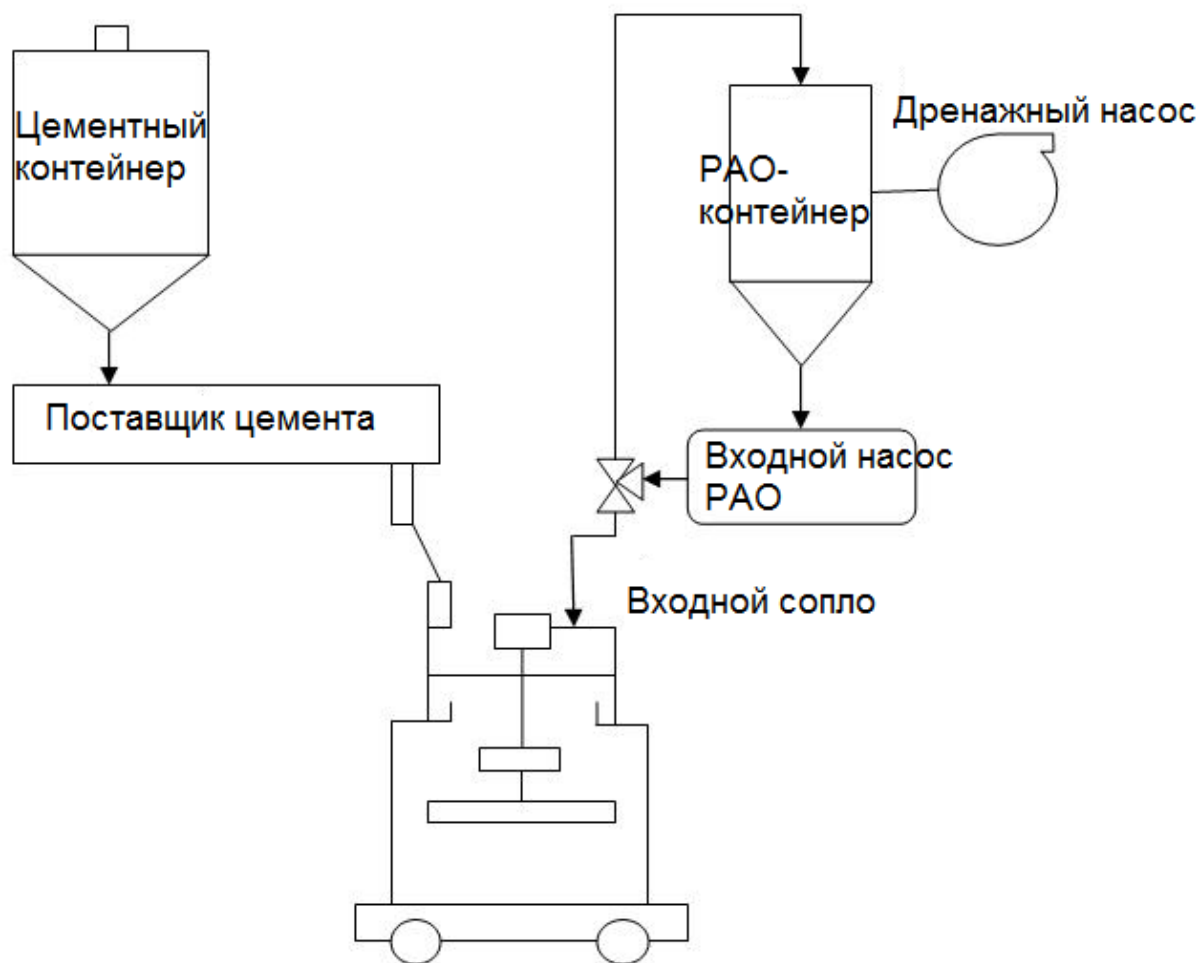 Цементный
контейнер
Дренажный насос
РАО-
контейнер
Поставщик цемента
Входной насос
РАО
Входной сопло